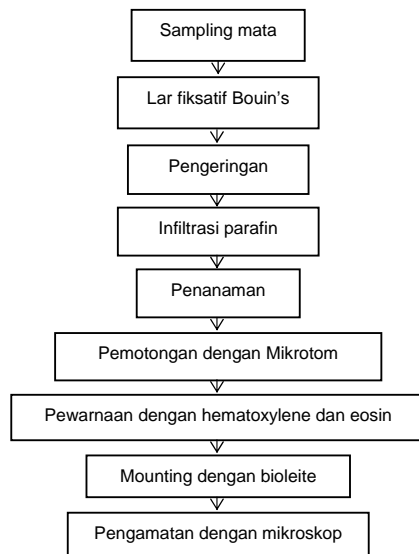 Sampling mata
Lar fiksatif Bouin's
Pengeringan
Infiltrasi parafin
Penanaman
Pemotongan dengan Mikrotom
Pewarnaan dengan hematoxylene dan eosin
Mounting dengan bioleite
Pengamatan dengan mikroskop